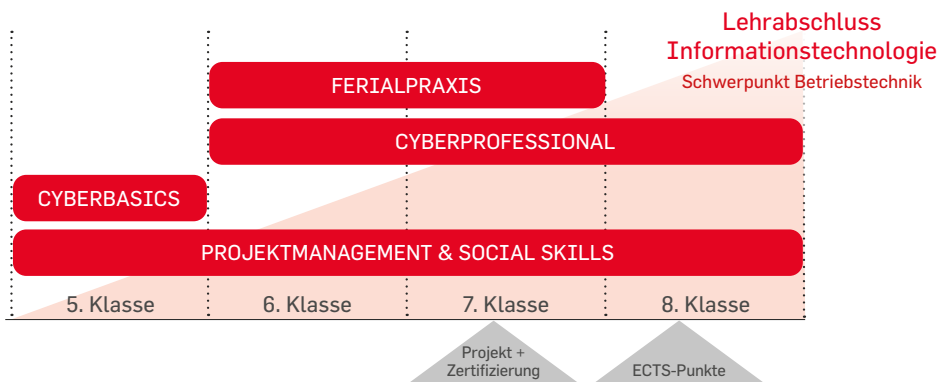 Lehrabschluss
Informationstechnologie
Schwerpunkt Betriebstechnik
FERIALPRAXIS
CYBERPROFESSIONAL
CYBERBASICS
PROJEKTMANAGEMENT & SOCIAL SKILLS
5. Klasse
6. Klasse
7. Klasse
8. Klasse
Projekt +
Zertifizierung
ECTS-Punkte